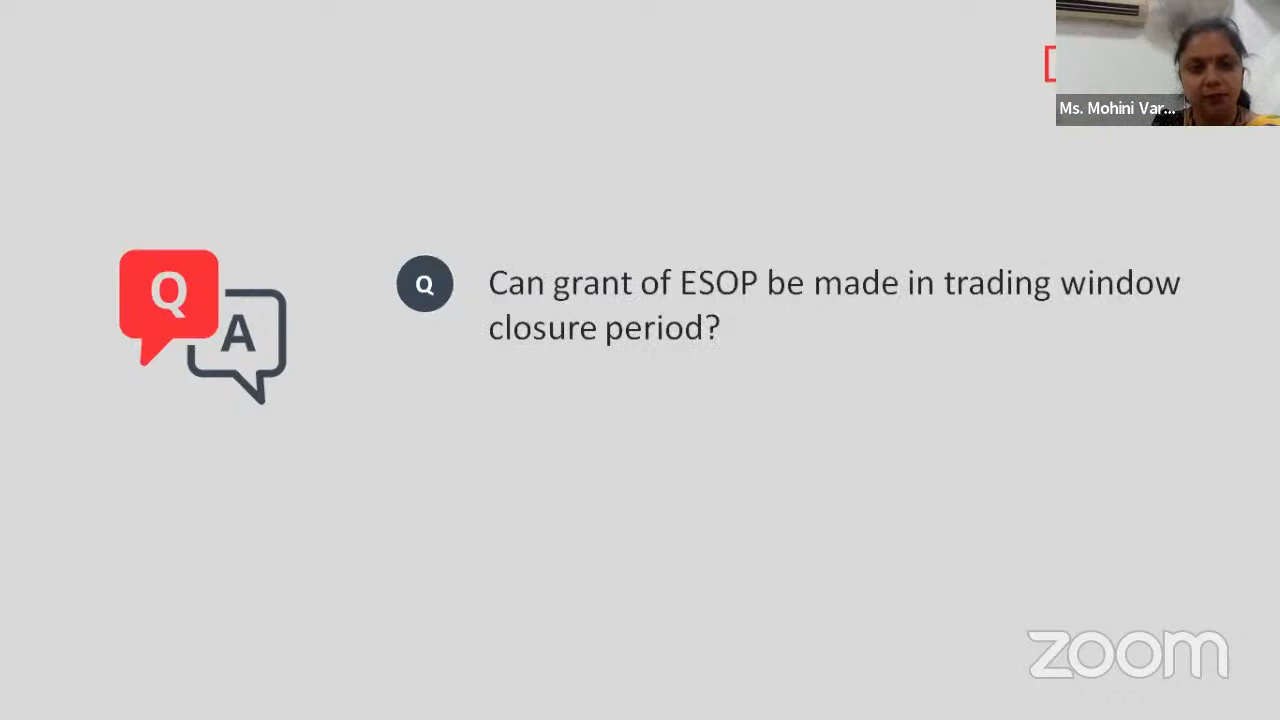 Ms. Mohini Var...
Q
A
Q
Can grant of ESOP be made in trading window
closure period?
zoom